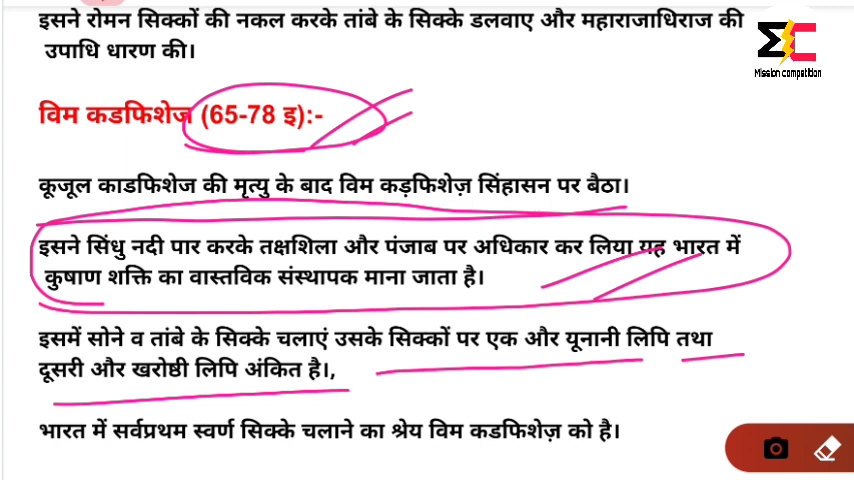 इसने रोमन सिक्कों की नकल करके तांबे के सिक्के डलवाए और महाराजाधिराज की
उपाधि धारण की।
ΣC
Mission compatition
विम कडफिशेज (65-78 इ):-
कूजूल काडफिशेज की मृत्यु के बाद विम कड़फिशेज़ सिंहासन पर बैठा।
इसने सिंधु नदी पार करके तक्षशिला और पंजाब पर अधिकार कर लिया यह भारत में
कुषाण शक्ति का वास्तविक संस्थापक माना जाता है।
इसमें सोने व तांबे के सिक्के चलाएं उसके सिक्कों पर एक और यूनानी लिपि तथा
दूसरी और खरोष्ठी लिपि अंकित है।,
भारत में सर्वप्रथम स्वर्ण सिक्के चलाने का श्रेय विम कडफिशेज़ को है।